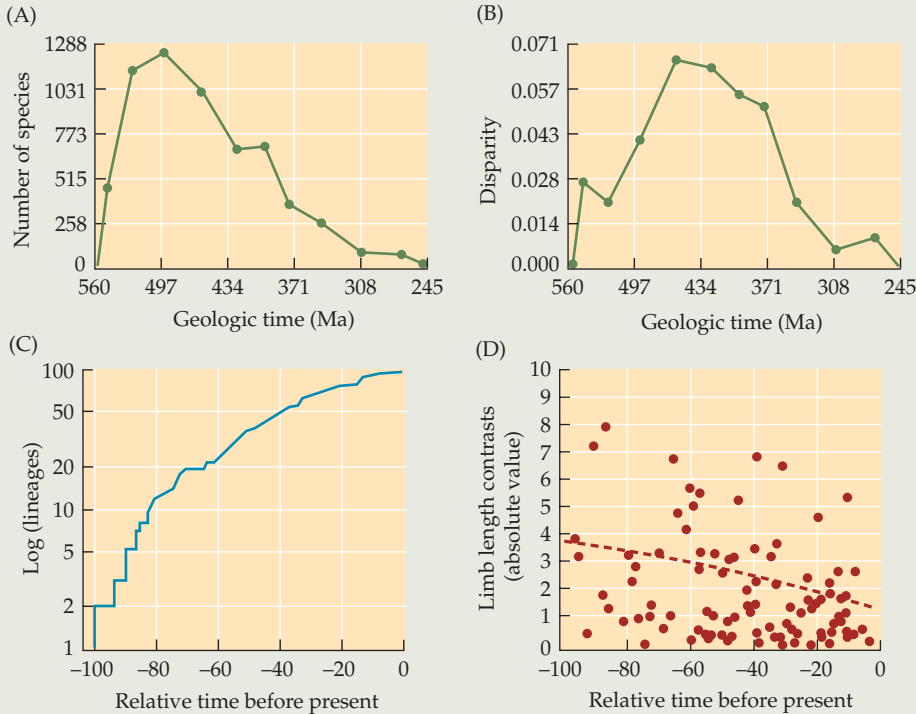 (A)
Number of species
1288
1031
773
515
258
0
560 497 434 371 308 245
Geologic time (Ma)
(B)
Disparity
0.071
0.057
0.043
0.028
0.014
0.000
560 497 434 371 308 245
Geologic time (Ma)
(C)
Log (lineages)
100
50
20
10
5
2
1
−100 −80 −60 −40 −20 0
Relative time before present
(D)
Limb length contrasts
(absolute value)
10
9
8
7
6
5
4
3
2
1
0
−100 −80 −60 −40 −20 0
Relative time before present